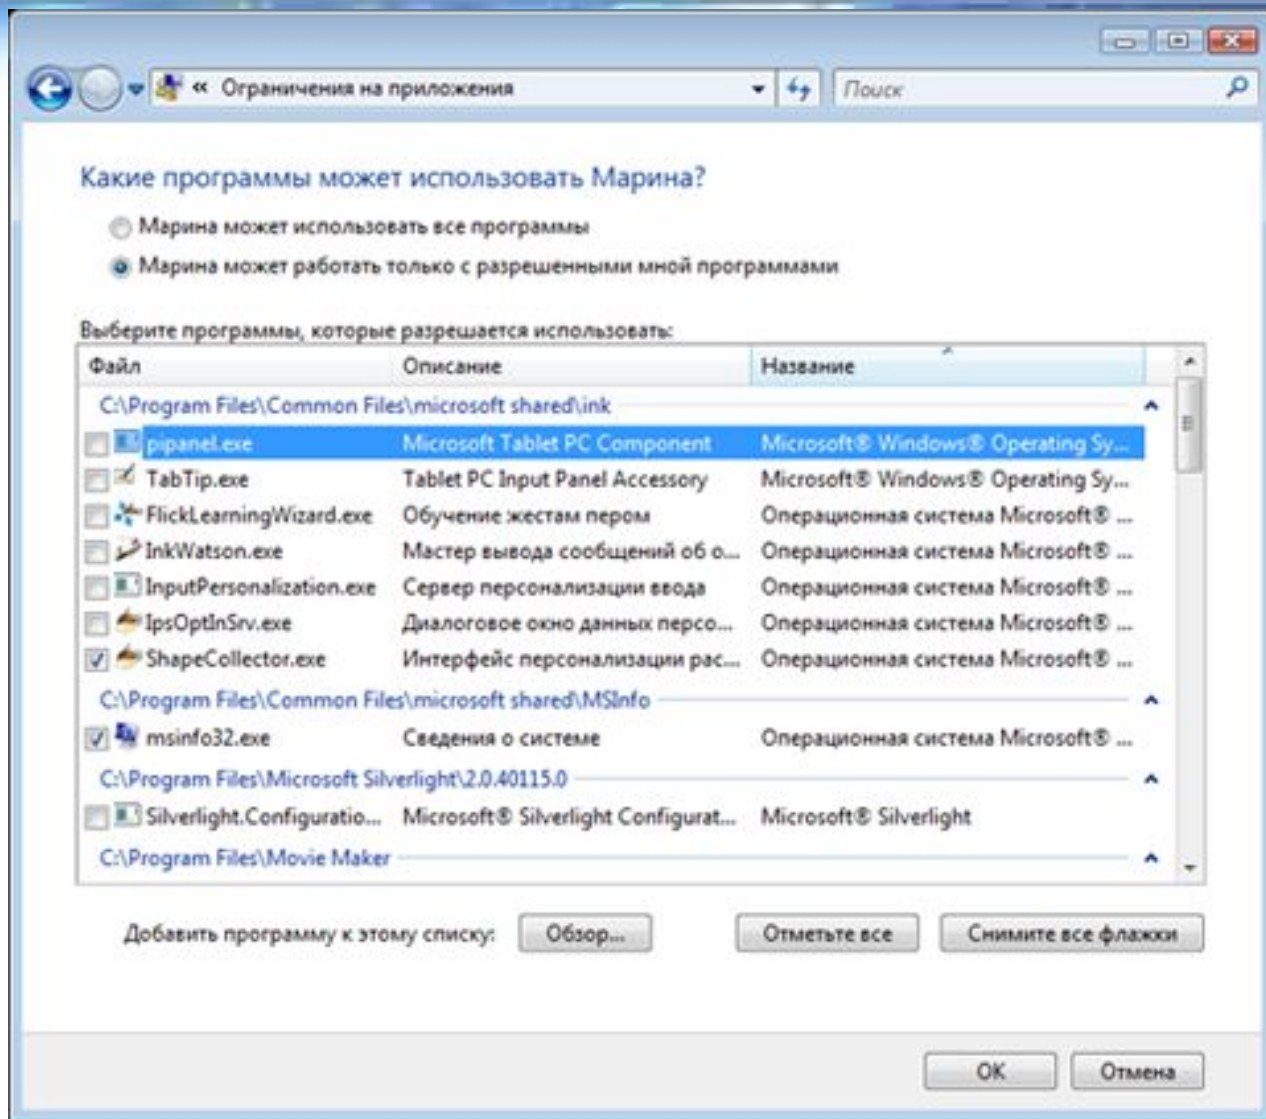 « Ограничения на приложения
Поиск
Какие программы может использовать Марина?
Марина может использовать все программы
Марина может работать только с разрешенными мной программами
Выберите программы, которые разрешается использовать:
Файл Описание Название
C:\Program Files\Common Files\microsoft shared\ink
pipanel.exe Microsoft Tablet PC Component Microsoft® Windows® Operating Sy...
TabTip.exe Tablet PC Input Panel Accessory Microsoft® Windows® Operating Sy...
FlickLearningWizard.exe Обучение жестам пером Операционная система Microsoft® ...
InkWatson.exe Мастер вывода сообщений об о... Операционная система Microsoft® ...
InputPersonalization.exe Сервер персонализации ввода Операционная система Microsoft® ...
IpsOptInSrv.exe Диалоговое окно данных персо... Операционная система Microsoft® ...
ShapeCollector.exe Интерфейс персонализации рас... Операционная система Microsoft® ...
C:\Program Files\Common Files\microsoft shared\MSInfo
msinfo32.exe Сведения о системе Операционная система Microsoft® ...
C:\Program Files\Microsoft Silverlight\2.0.40115.0
Silverlight.Configuratio... Microsoft® Silverlight Configurat... Microsoft® Silverlight
C:\Program Files\Movie Maker
Добавить программу к этому списку: Обзор... Отметьте все Снимите все флажки
ОК Отмена